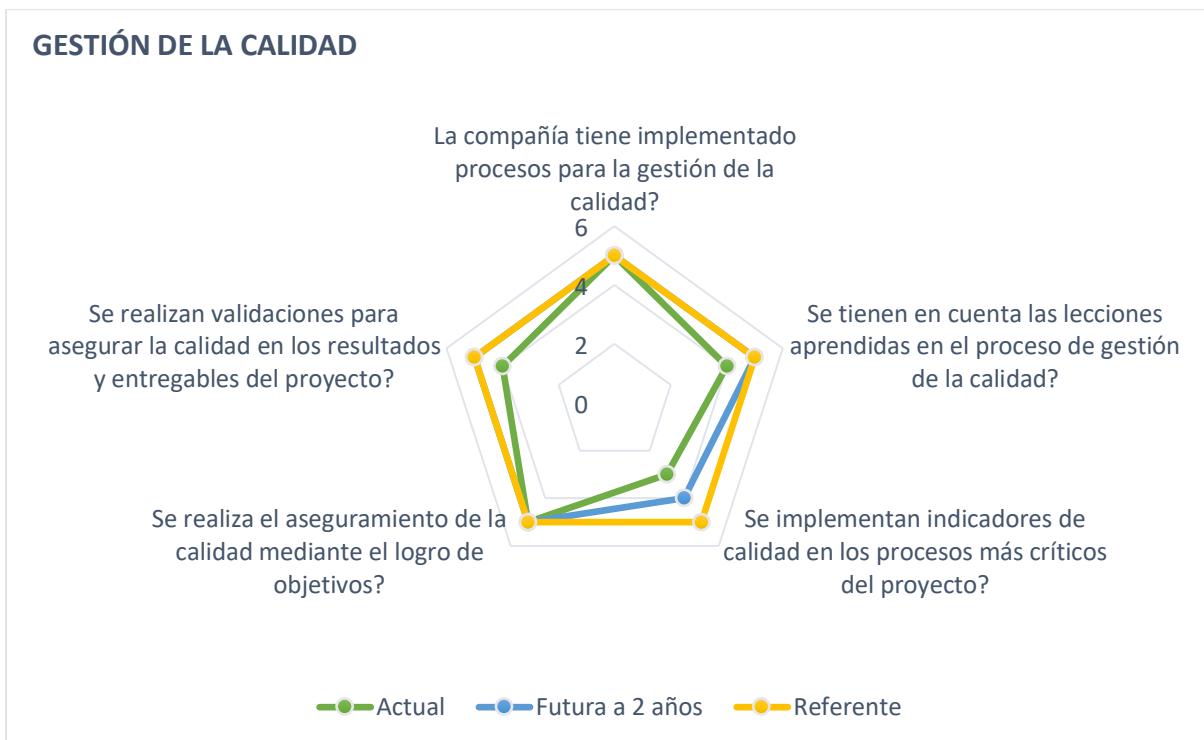 GESTIÓN DE LA CALIDAD
La compañía tiene implementado
procesos para la gestión de la
calidad?
6
4
2
0
Se realizan validaciones para
asegurar la calidad en los resultados
y entregables del proyecto?
Se tienen en cuenta las lecciones
aprendidas en el proceso de gestión
de la calidad?
Se realiza el aseguramiento de la
calidad mediante el logro de
objetivos?
Se implementan indicadores de
calidad en los procesos más críticos
del proyecto?
Actual Futura a 2 años Referente